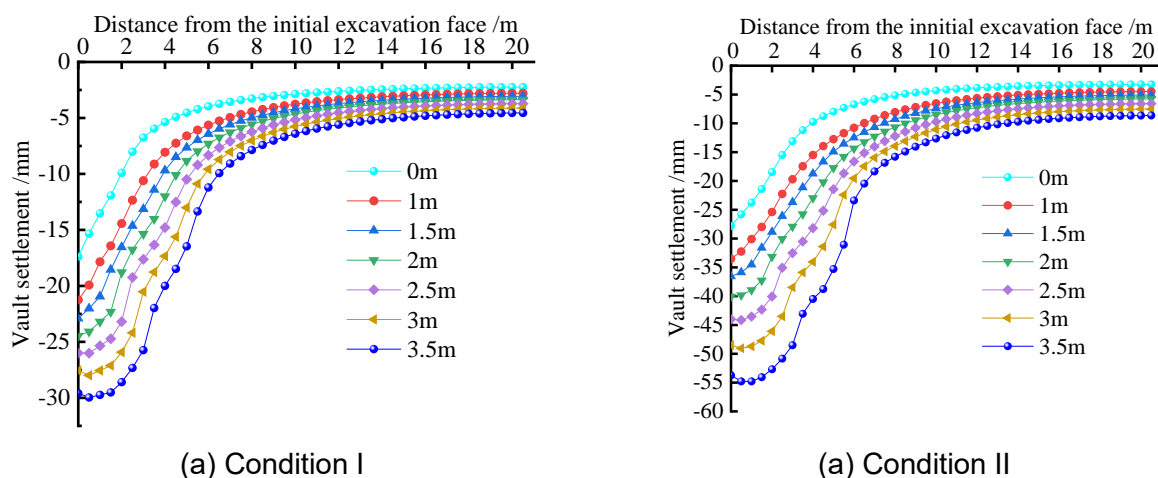 Distance from the initial excavation face /m
0 2 4 6 8 10 12 14 16 18 20
0
-5
-10
-15
-20
-25
-30
Vault settlement /mm
0m
1m
1.5m
2m
2.5m
3m
3.5m
(a) Condition I
Distance from the innitial excavation face /m
0 2 4 6 8 10 12 14 16 18 20
0
-5
-10
-15
-20
-25
-30
-35
-40
-45
-50
-55
-60
Vault settlement /mm
0m
1m
1.5m
2m
2.5m
3m
3.5m
(a) Condition II